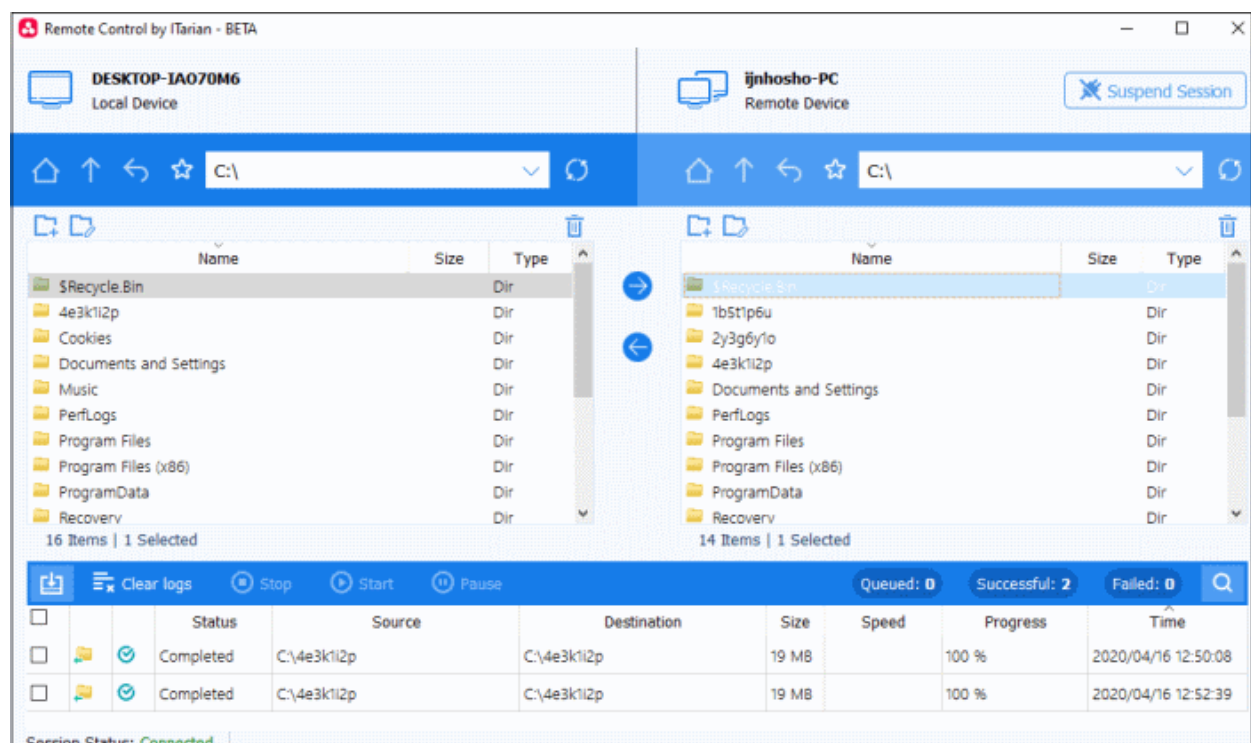 Remote Control by ITarian - BETA
DESKTOP-IAO70M6
Local Device
ijnhosho-PC
Remote Device
Suspend Session
C:\
C:\
Name Size Type
$Recycle.Bin Dir
4e3k1i2p Dir
Cookies Dir
Documents and Settings Dir
Music Dir
PerfLogs Dir
Program Files Dir
Program Files (x86) Dir
ProgramData Dir
Recovery Dir
16 Items | 1 Selected
Name Size Type
$Recycle.Bin Dir
1b5t1p6u Dir
2y3g6y1o Dir
4e3k1i2p Dir
Documents and Settings Dir
PerfLogs Dir
Program Files Dir
Program Files (x86) Dir
ProgramData Dir
Recovery Dir
14 Items | 1 Selected
Clear logs Stop Start Pause Queued: 0 Successful: 2 Failed: 0
Status Source Destination Size Speed Progress Time
Completed C:\4e3k1i2p C:\4e3k1i2p 19 MB 100 % 2020/04/16 12:50:08
Completed C:\4e3k1i2p C:\4e3k1i2p 19 MB 100 % 2020/04/16 12:52:39
Session Status: Connected